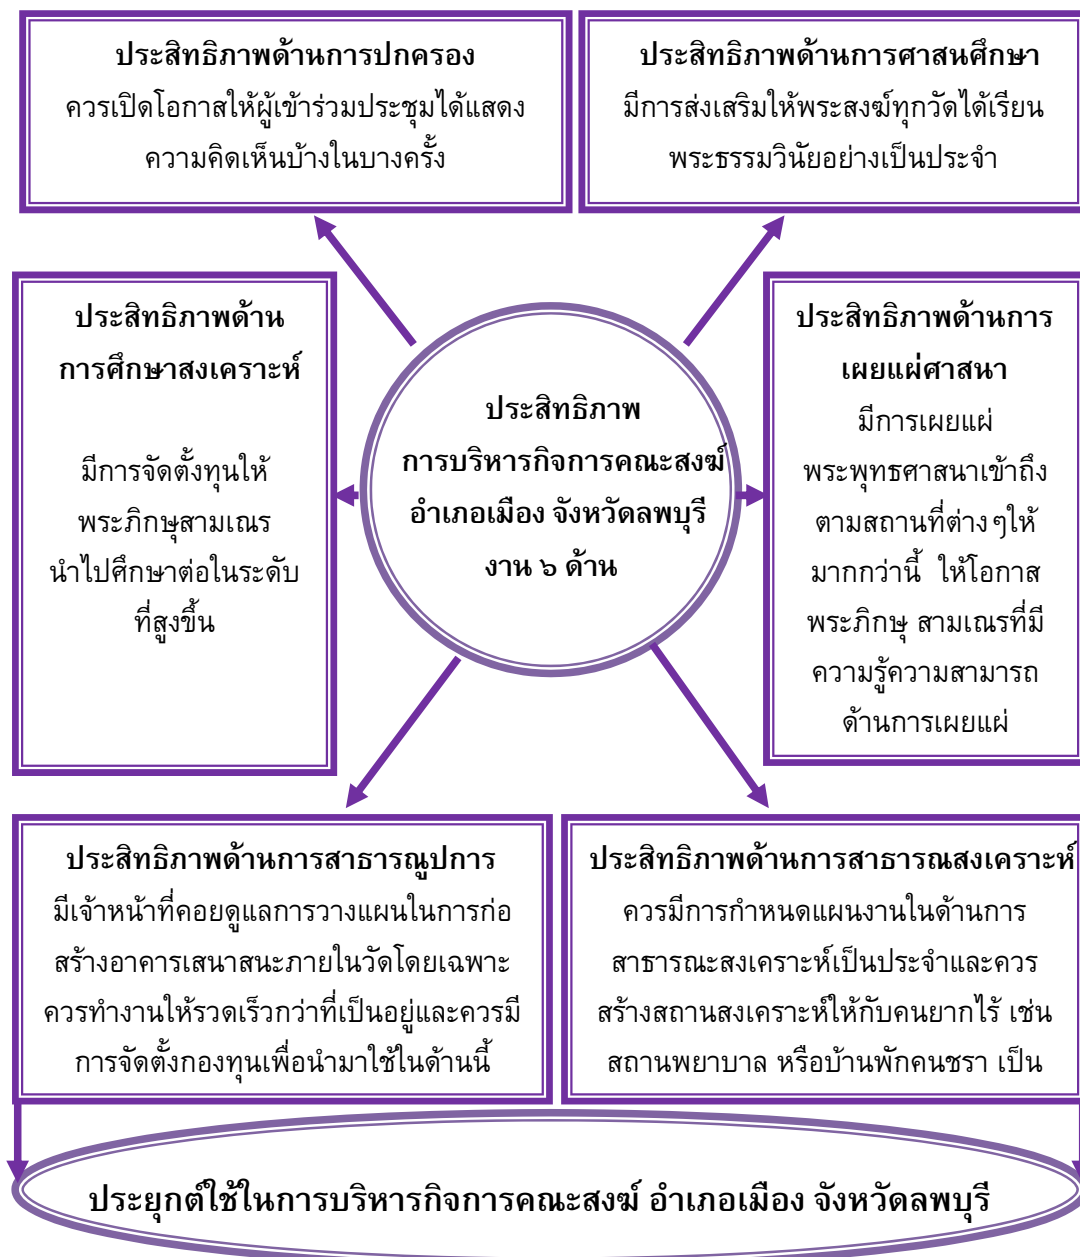 ประสิทธิภาพด้านการปกครอง
ควรเปิดโอกาสให้ผู้เข้าร่วมประชุมได้แสดง
ความคิดเห็นบ้างในบางครั้ง
ประสิทธิภาพด้านการศาสนศึกษา
มีการส่งเสริมให้พระสงฆ์ทุกวัดได้เรียน
พระธรรมวินัยอย่างเป็นประจำ
ประสิทธิภาพด้าน
การศึกษาสงเคราะห์
มีการจัดตั้งทุนให้
พระภิกษุสามเณร
นำไปศึกษาต่อในระดับ
ที่สูงขึ้น
ประสิทธิภาพ
การบริหารกิจการคณะสงฆ์
อำเภอเมือง จังหวัดลพบุรี
งาน ๖ ด้าน
ประสิทธิภาพด้านการ
เผยแผ่ศาสนา
มีการเผยแผ่
พระพุทธศาสนาเข้าถึง
ตามสถานที่ต่าง ๆให้
มากกว่านี้ ให้โอกาส
พระภิกษุ สามเณรที่มี
ความรู้ความสามารถ
ด้านการเผยแผ่
ประสิทธิภาพด้านการสาธารณูปการ
มีเจ้าหน้าที่คอยดูแลการวางแผนในการก่อ
สร้างอาคารเสนาสนะภายในวัดโดยเฉพาะ
ควรทำงานให้รวดเร็วกว่าที่เป็นอยู่และควรมี
การจัดตั้งกองทุนเพื่อนำมาใช้ในด้านนี้
ประสิทธิภาพด้านการสาธารณสงเคราะห์
ควรมีการกำหนดแผนงานในด้านการ
สาธารณะสงเคราะห์เป็นประจำและควร
สร้างสถานสงเคราะห์ให้กับคนยากไร้ เช่น
สถานพยาบาล หรือบ้านพักคนชรา เป็น
ประยุกต์ใช้ในการบริหารกิจการคณะสงฆ์ อำเภอเมือง จังหวัดลพบุรี